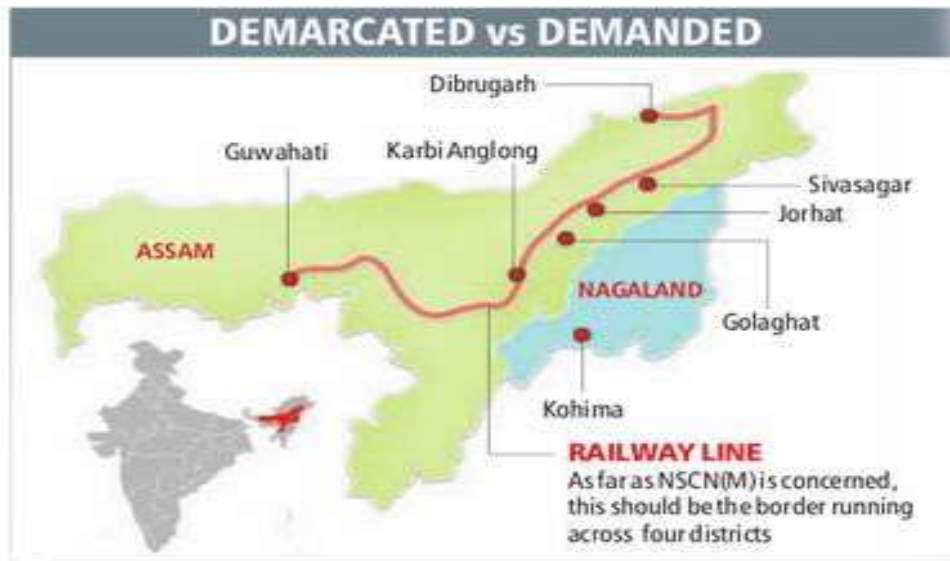 DEMARCATED vs DEMANDED
Dibrugarh
Guwahati
Karbi Anglong
Sivasagar
Jorhat
ASSAM
NAGALAND
Golaghat
Kohima
RAILWAY LINE
As far as NSCN(M) is concerned,
this should be the border running
across four districts